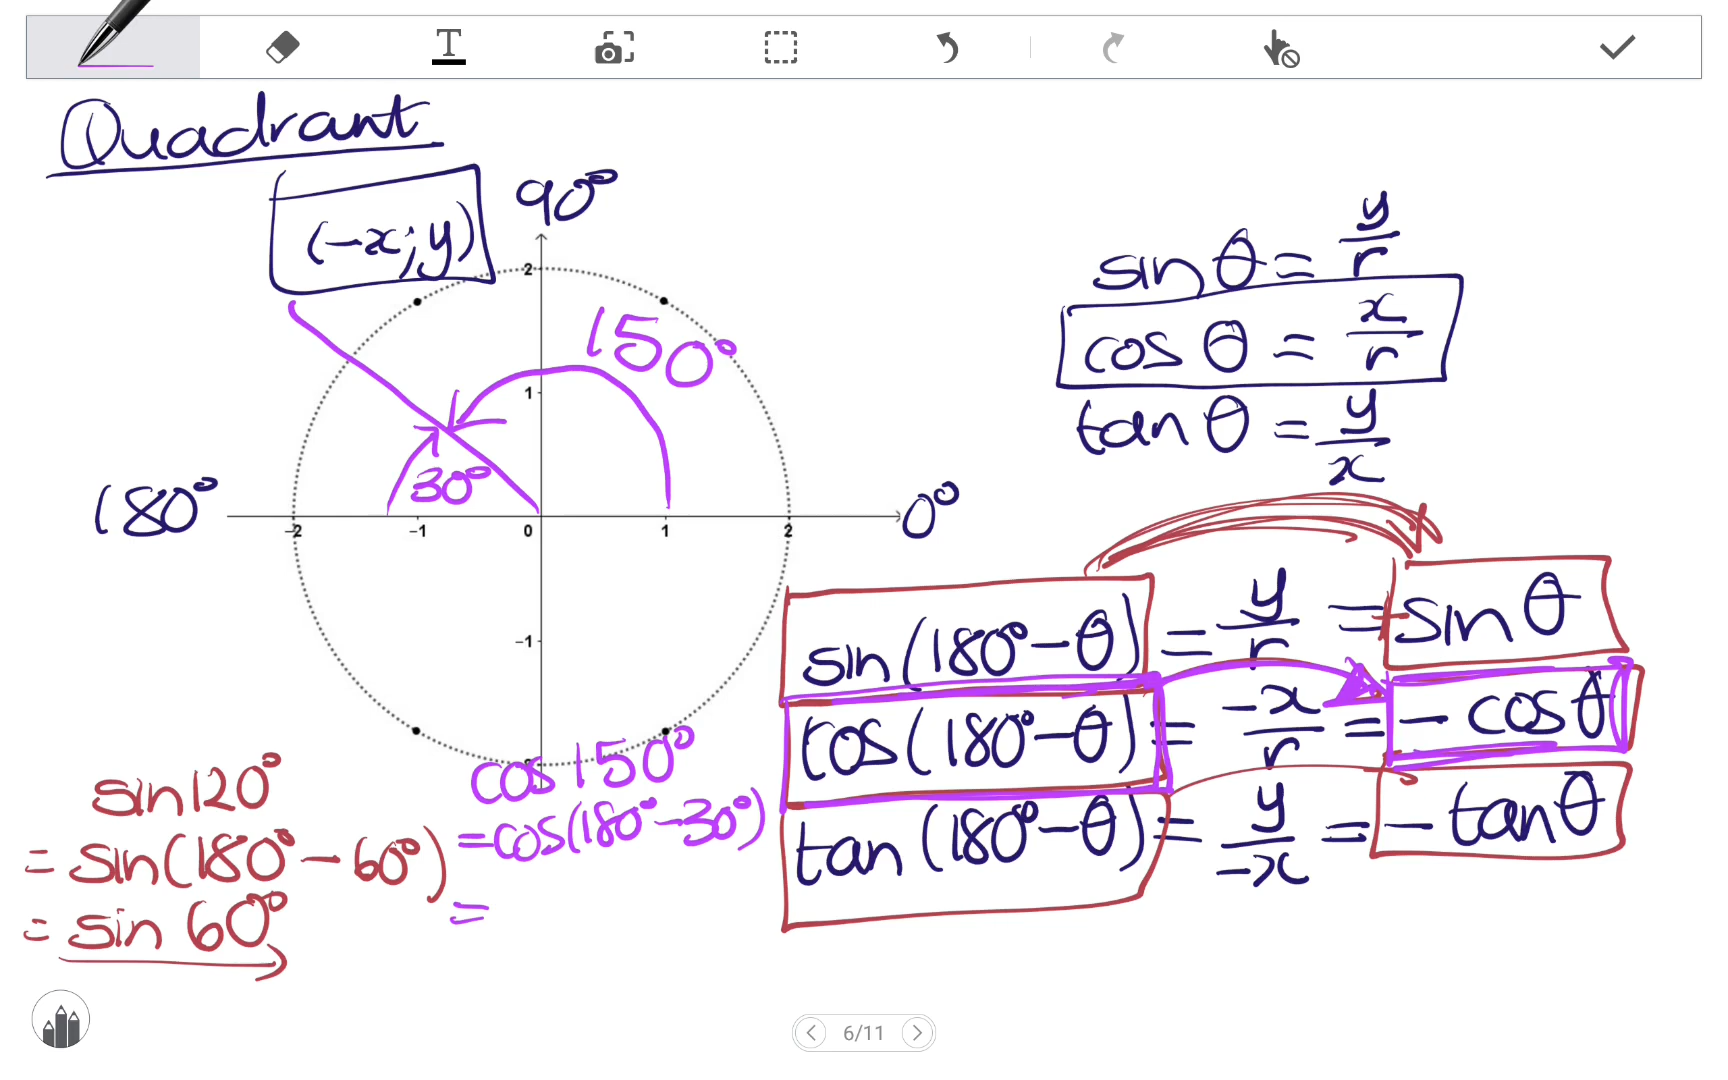 T
Quadrant
(-x; y)
90°
2
150°
1
30°
180°
0°
-2
-1
0
1
2
-1
sin θ = y/r
cos θ = x/r
tan θ = y/x
sin(180° - θ) = y/r = sin θ
cos(180° - θ) = -x/r = - cos θ
tan(180° - θ) = y/-x = - tan θ
sin 120°
= sin(180° - 60°)
= sin 60°
cos 150°
= cos(180° - 30°)
=
6/11